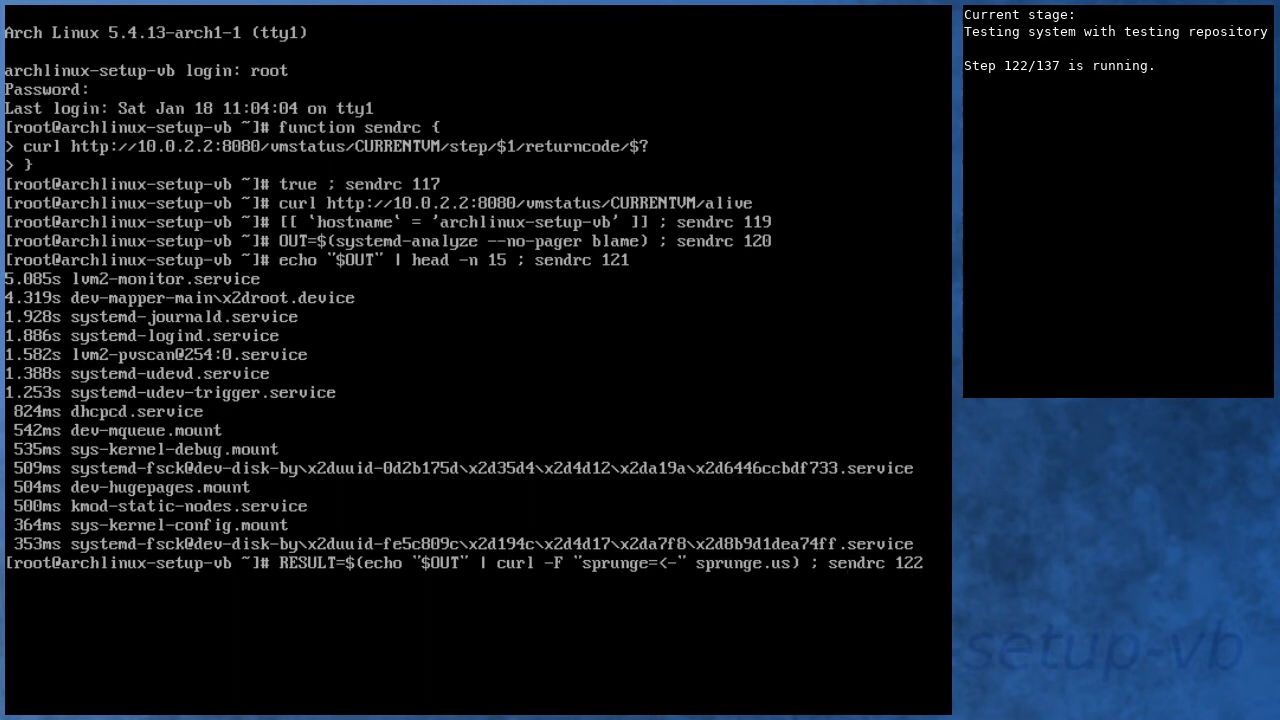 Arch Linux 5.4.13-arch1-1 (tty1)
archlinux-setup-vb login: root
Password:
Last login: Sat Jan 18 11:04:04 on tty1
[root@archlinux-setup-vb ~]# function sendrc {
> curl http://10.0.2.2:8080/vmstatus/CURRENTVM/step/$1/returncode/$?
> }
[root@archlinux-setup-vb ~]# true ; sendrc 117
[root@archlinux-setup-vb ~]# curl http://10.0.2.2:8080/vmstatus/CURRENTVM/alive
[root@archlinux-setup-vb ~]# [[ `hostname` = 'archlinux-setup-vb' ]] ; sendrc 119
[root@archlinux-setup-vb ~]# OUT=$(systemd-analyze --no-pager blame) ; sendrc 120
[root@archlinux-setup-vb ~]# echo "$OUT" | head -n 15 ; sendrc 121
5.085s lvm2-monitor.service
4.319s dev-mapper-main\x2droot.device
1.928s systemd-journald.service
1.886s systemd-logind.service
1.582s lvm2-pvscan@254:0.service
1.388s systemd-udevd.service
1.253s systemd-udev-trigger.service
824ms dhcpcd.service
542ms dev-mqueue.mount
535ms sys-kernel-debug.mount
509ms systemd-fsck@dev-disk-by\x2duuid-0d2b175d\x2d35d4\x2d4d12\x2da19a\x2d6446ccbdf733.service
504ms dev-hugepages.mount
500ms kmod-static-nodes.service
364ms sys-kernel-config.mount
353ms systemd-fsck@dev-disk-by\x2duuid-fe5c809c\x2d194c\x2d4d17\x2da7f8\x2d8b9d1dea74ff.service
[root@archlinux-setup-vb ~]# RESULT=$(echo "$OUT" | curl -F "sprunge=<-" sprunge.us) ; sendrc 122
Current stage:
Testing system with testing repository
Step 122/137 is running.
setup-vb